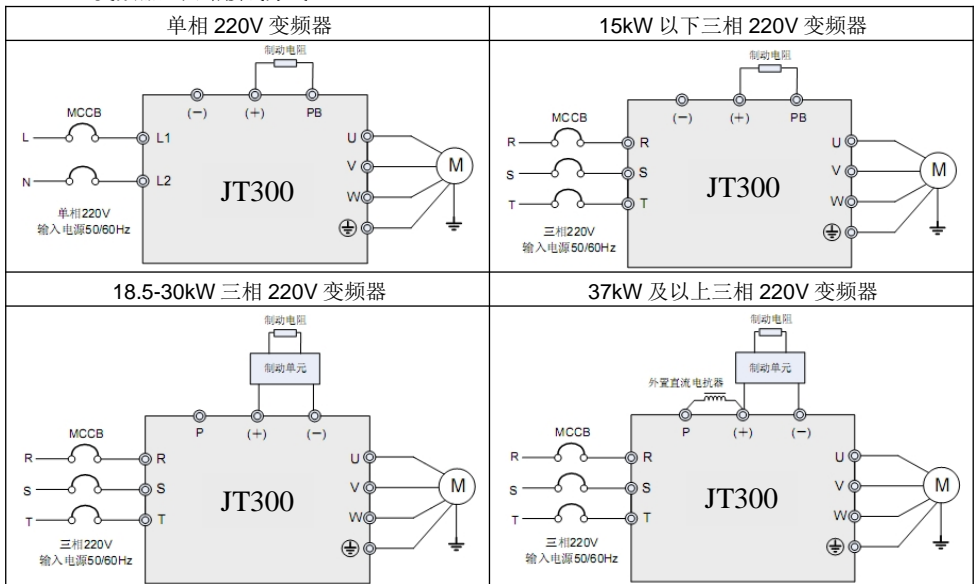 单相 220V 变频器
制动电阻
(−) (+) PB
MCCB
L L1 U
V M
N L2 W
JT300
单相220V
输入电源50/60Hz
15kW 以下三相 220V 变频器
制动电阻
(−) (+) PB
MCCB
R R U
S S V M
T T W
JT300
三相220V
输入电源50/60Hz
18.5-30kW 三相 220V 变频器
制动电阻
制动单元
P (+) (−)
MCCB
R R U
S S V M
T T W
JT300
三相220V
输入电源50/60Hz
37kW 及以上三相 220V 变频器
制动电阻
制动单元
外置直流电抗器
P (+) (−)
MCCB
R R U
S S V M
T T W
JT300
三相220V
输入电源50/60Hz